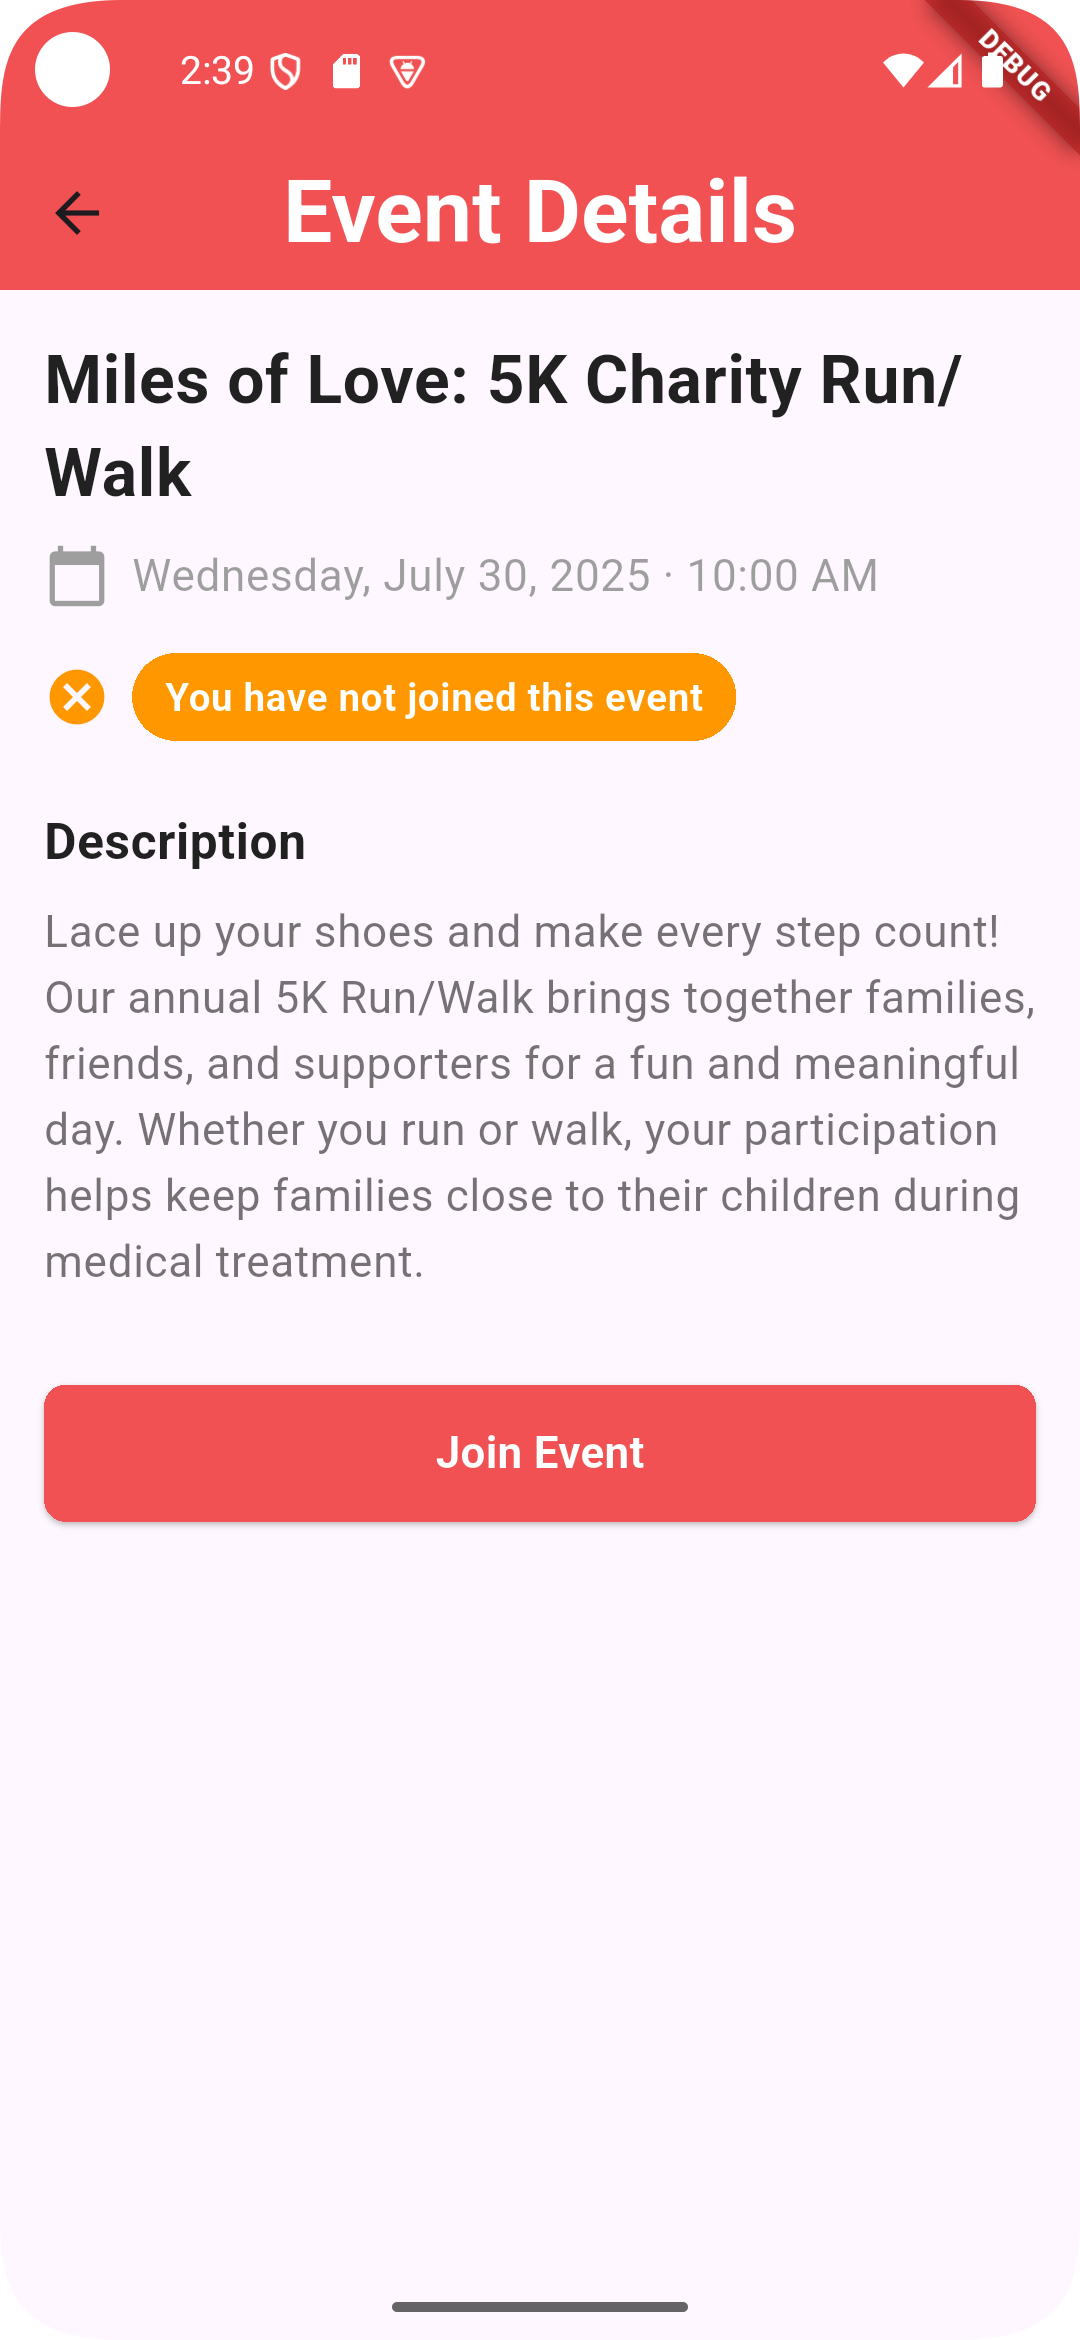 2:39
DEBUG
Event Details
Miles of Love: 5K Charity Run/
Walk
Wednesday, July 30, 2025 · 10:00 AM
You have not joined this event
Description
Lace up your shoes and make every step count!
Our annual 5K Run/Walk brings together families,
friends, and supporters for a fun and meaningful
day. Whether you run or walk, your participation
helps keep families close to their children during
medical treatment.
Join Event